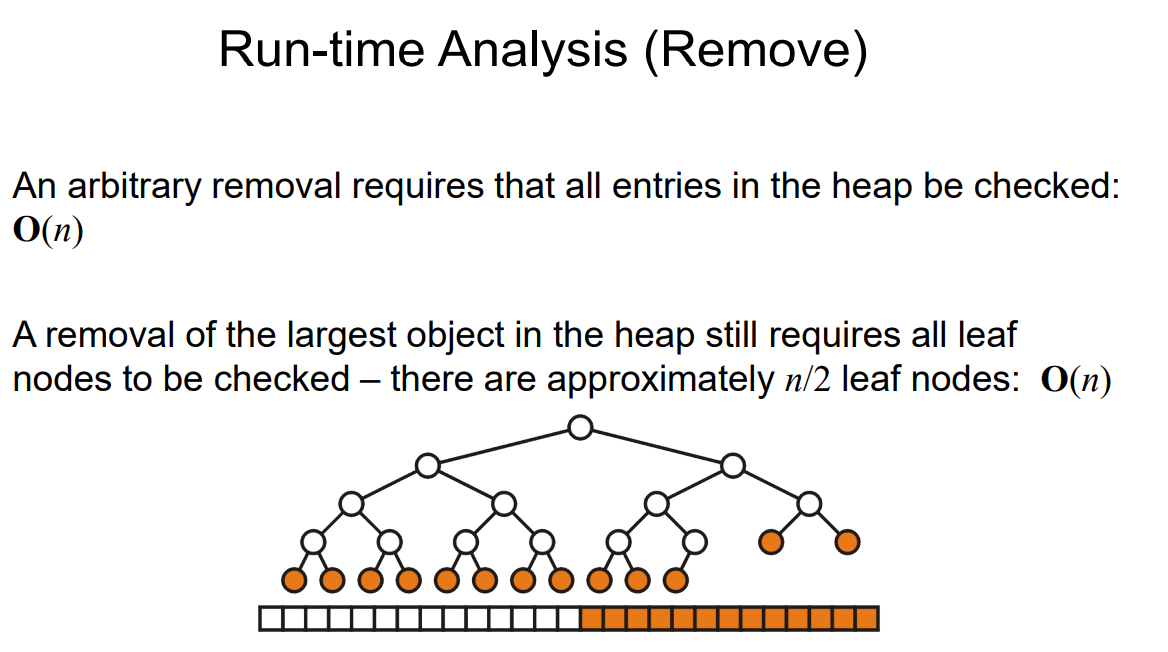 Run-time Analysis (Remove)
An arbitrary removal requires that all entries in the heap be checked:
O(n)
A removal of the largest object in the heap still requires all leaf
nodes to be checked – there are approximately n/2 leaf nodes: O(n)